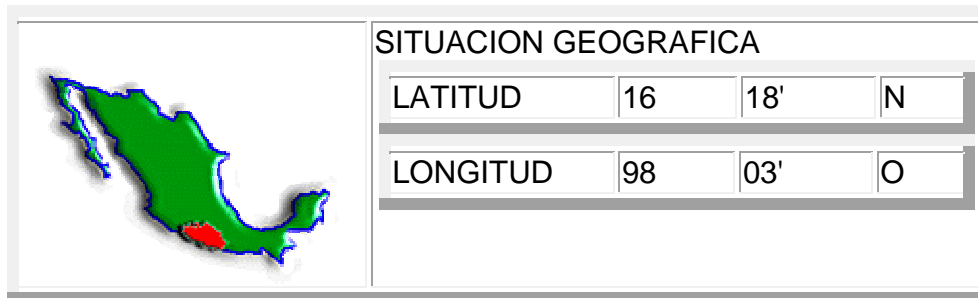 SITUACION GEOGRAFICA
LATITUD 16 18' N
LONGITUD 98 03' O